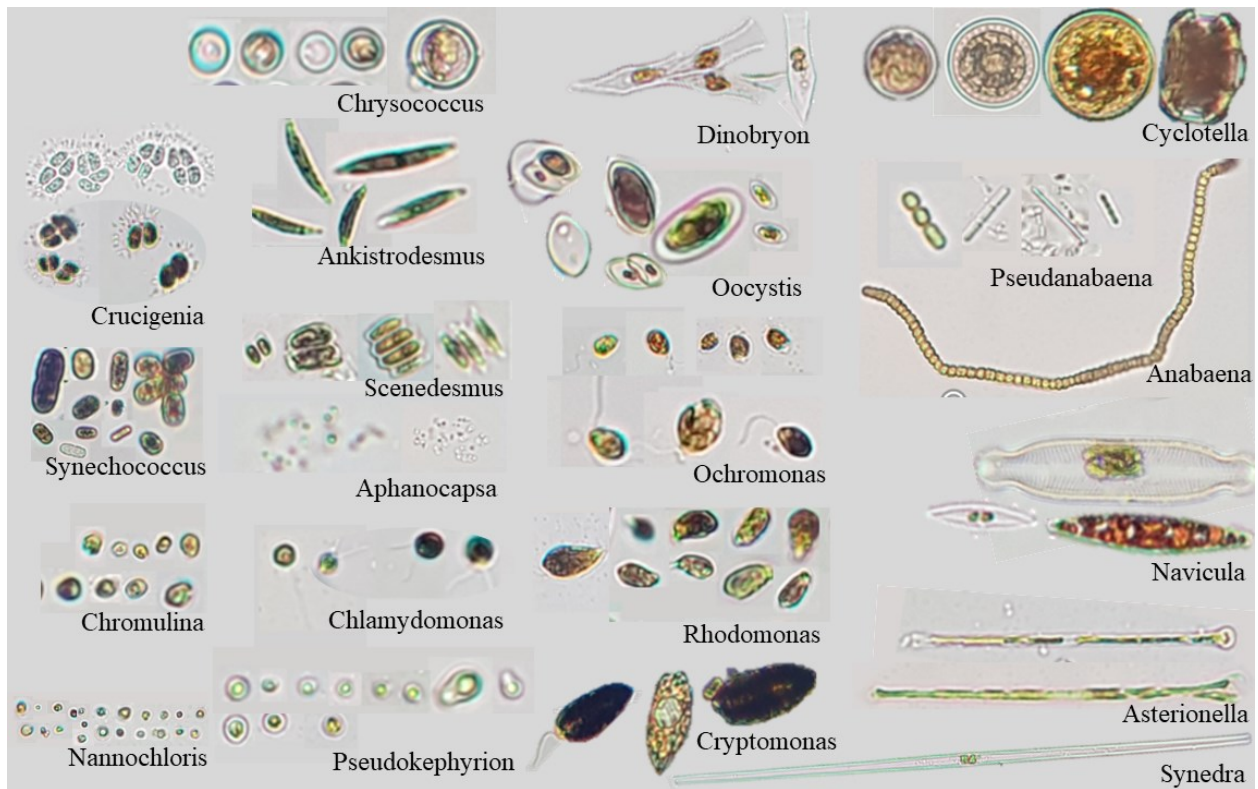 Chrysococcus
Dinobryon
Cyclotella
Crucigenia
Ankistrodesmus
Oocystis
Pseudanabaena
Anabaena
Scenedesmus
Synechococcus
Aphanocapsa
Ochromonas
Navicula
Chromulina
Chlamydomonas
Rhodomonas
Asterionella
Nannochloris
Pseudokephyrion
Cryptomonas
Synedra